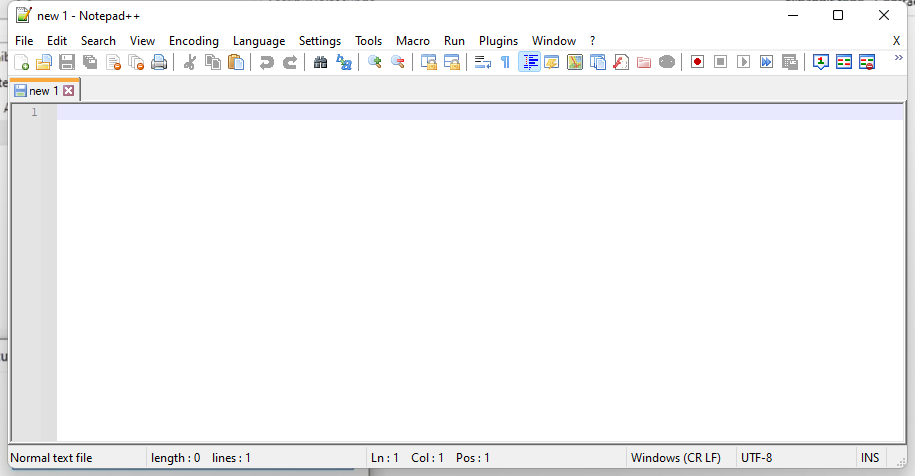 new 1 - Notepad++
File Edit Search View Encoding Language Settings Tools Macro Run Plugins Window ? X
new 1
1
Normal text file length : 0 lines : 1 Ln : 1 Col : 1 Pos : 1 Windows (CR LF) UTF-8 INS